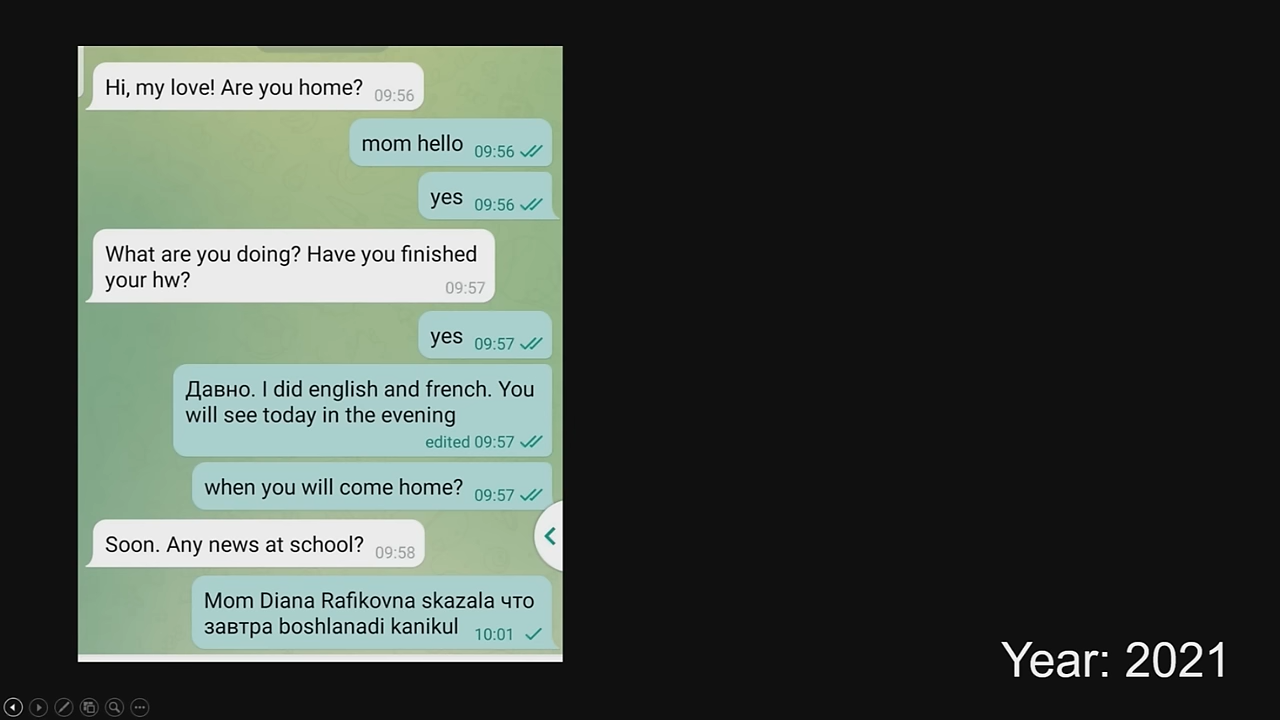 Hi, my love! Are you home? 09:56
mom hello 09:56
yes 09:56
What are you doing? Have you finished
your hw? 09:57
yes 09:57
Давно. I did english and french. You
will see today in the evening
edited 09:57
when you will come home? 09:57
Soon. Any news at school? 09:58
Mom Diana Rafikovna skazala что
завтра boshlanadi kanikul 10:01
Year: 2021